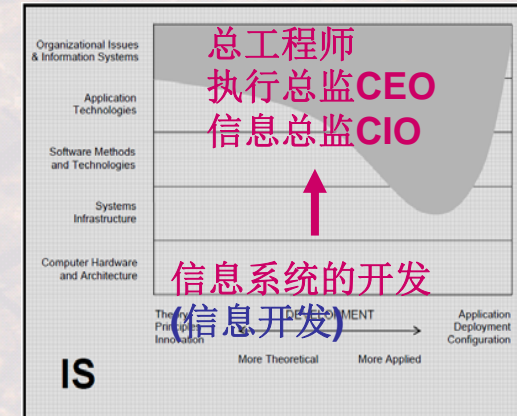 Organizational Issues
& Information Systems
Application
Technologies
Software Methods
and Technologies
Systems
Infrastructure
Computer Hardware
and Architecture
总工程师
执行总监CEO
信息总监CIO
信息系统的开发
(信息开发)
Theory
Principles
Innovation
DEVELOPMENT
Application
Deployment
Configuration
More Theoretical
More Applied
IS